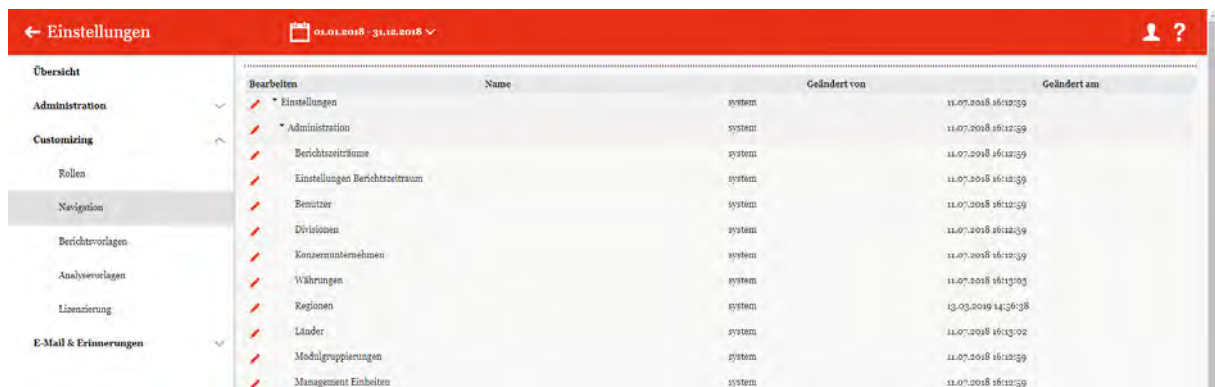 ← Einstellungen
01.01.2018 - 31.12.2018
?
Übersicht
Administration
Customizing
Rollen
Navigation
Berichtsvorlagen
Analysevorlagen
Lizenzierung
E-Mail & Erinnerungen
Bearbeiten Name Geändert von Geändert am
Einstellungen system 11.07.2018 16:12:59
Administration system 11.07.2018 16:12:59
Berichtszeiträume system 11.07.2018 16:12:59
Einstellungen Berichtszeitraum system 11.07.2018 16:12:59
Benutzer system 11.07.2018 16:12:59
Divisionen system 11.07.2018 16:12:59
Konzernunternehmen system 11.07.2018 16:12:59
Währungen system 11.07.2018 16:13:03
Regionen system 13.03.2019 14:56:38
Länder system 11.07.2018 16:13:02
Modulgruppierungen system 11.07.2018 16:12:59
Management Einheiten system 11.07.2018 16:12:59